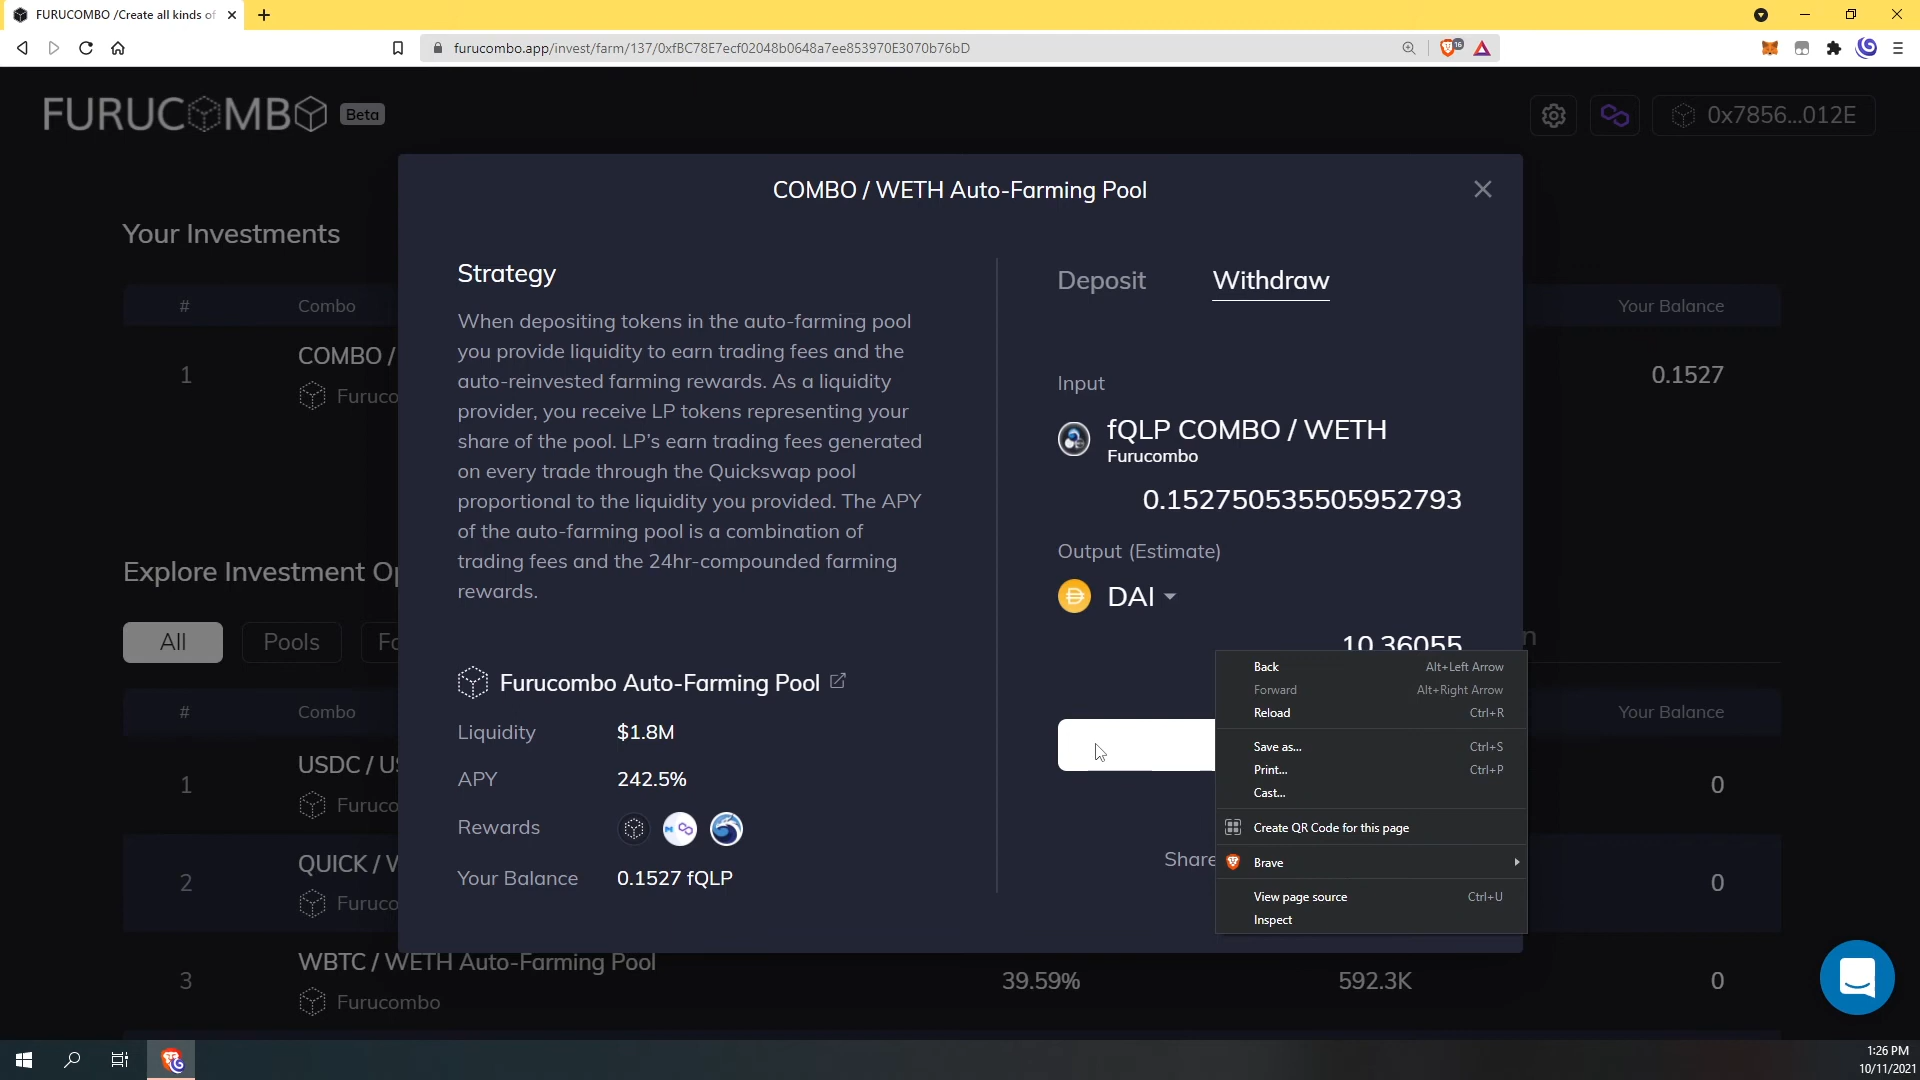 FURUCOMBO /Create all kinds of
furucombo.app/invest/farm/137/0xfBC78E7ecf02048b0648a7ee853970E3070b76bD
16
FURUCOMBO Beta
0x7856...012E
COMBO / WETH Auto-Farming Pool
Your Investments
# Combo
Your Balance
1
COMBO /
Furuco
0.1527
Strategy
When depositing tokens in the auto-farming pool
you provide liquidity to earn trading fees and the
auto-reinvested farming rewards. As a liquidity
provider, you receive LP tokens representing your
share of the pool. LP's earn trading fees generated
on every trade through the Quickswap pool
proportional to the liquidity you provided. The APY
of the auto-farming pool is a combination of
trading fees and the 24hr-compounded farming
rewards.
Furucombo Auto-Farming Pool
Liquidity $1.8M
APY 242.5%
Rewards
Your Balance 0.1527 fQLP
Deposit Withdraw
Input
fQLP COMBO / WETH
Furucombo
0.152750535505952793
Output (Estimate)
DAI
10.36055
Share
Back Alt+Left Arrow
Forward Alt+Right Arrow
Reload Ctrl+R
Save as... Ctrl+S
Print... Ctrl+P
Cast...
Create QR Code for this page
Brave
View page source Ctrl+U
Inspect
Explore Investment Op
All Pools Fa
# Combo
Your Balance
1
USDC / US
Furuco
0
2
QUICK / W
Furuco
0
3
WBTC / WETH Auto-Farming Pool
Furucombo
39.59% 592.3K 0
1:26 PM
10/11/2021